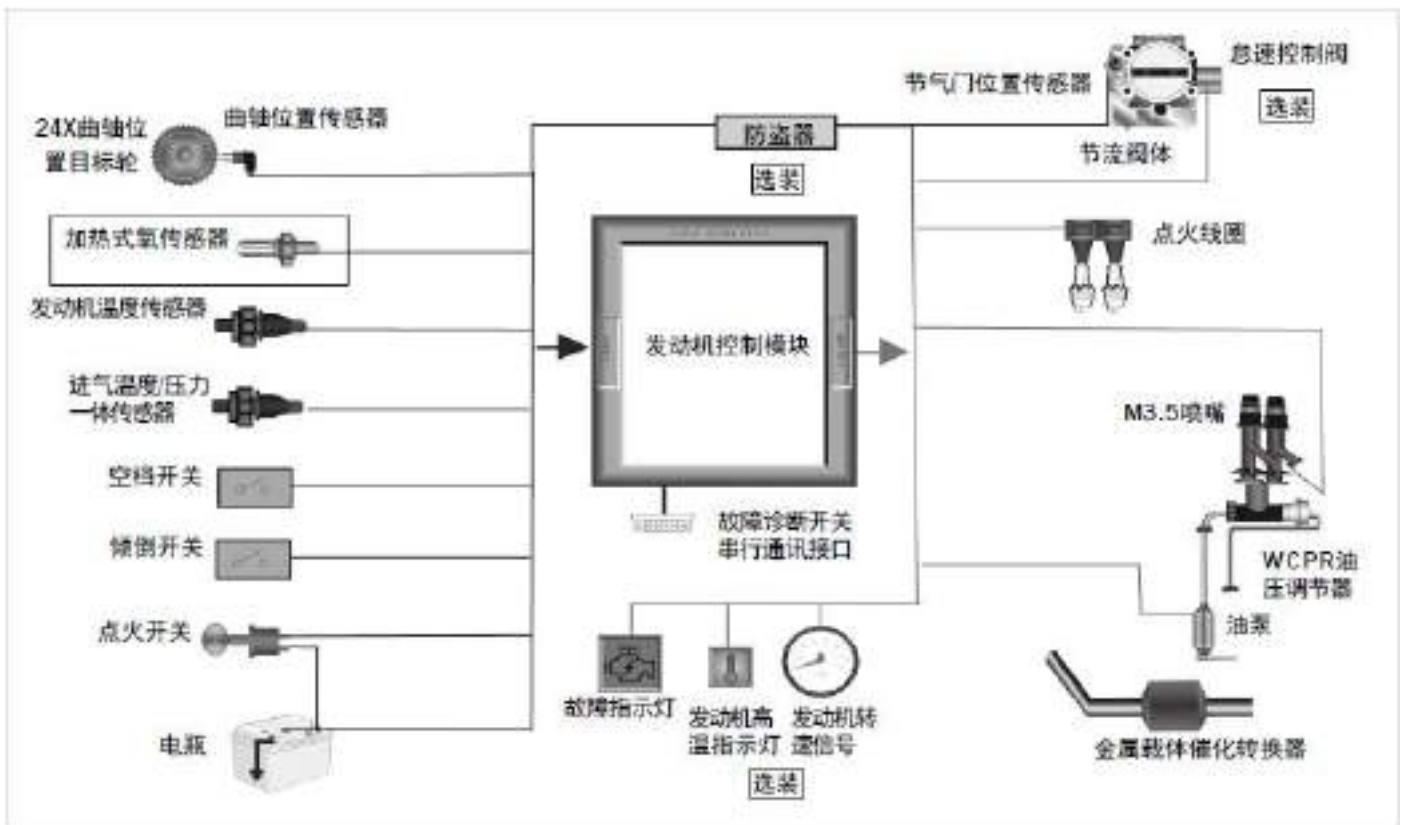 24X曲轴位
置目标轮
曲轴位置传感器
加热式氧传感器
发动机温度传感器
进气温度/压力
一体传感器
空档开关
倾倒开关
点火开关
电瓶
防盗器
选装
发动机控制模块
故障诊断开关
串行通讯接口
故障指示灯
发动机高
温指示灯
选装
发动机转
速信号
节气门位置传感器
怠速控制阀
选装
节流阀体
点火线圈
M3.5喷嘴
WCPR油
压调节器
油泵
金属载体催化转换器